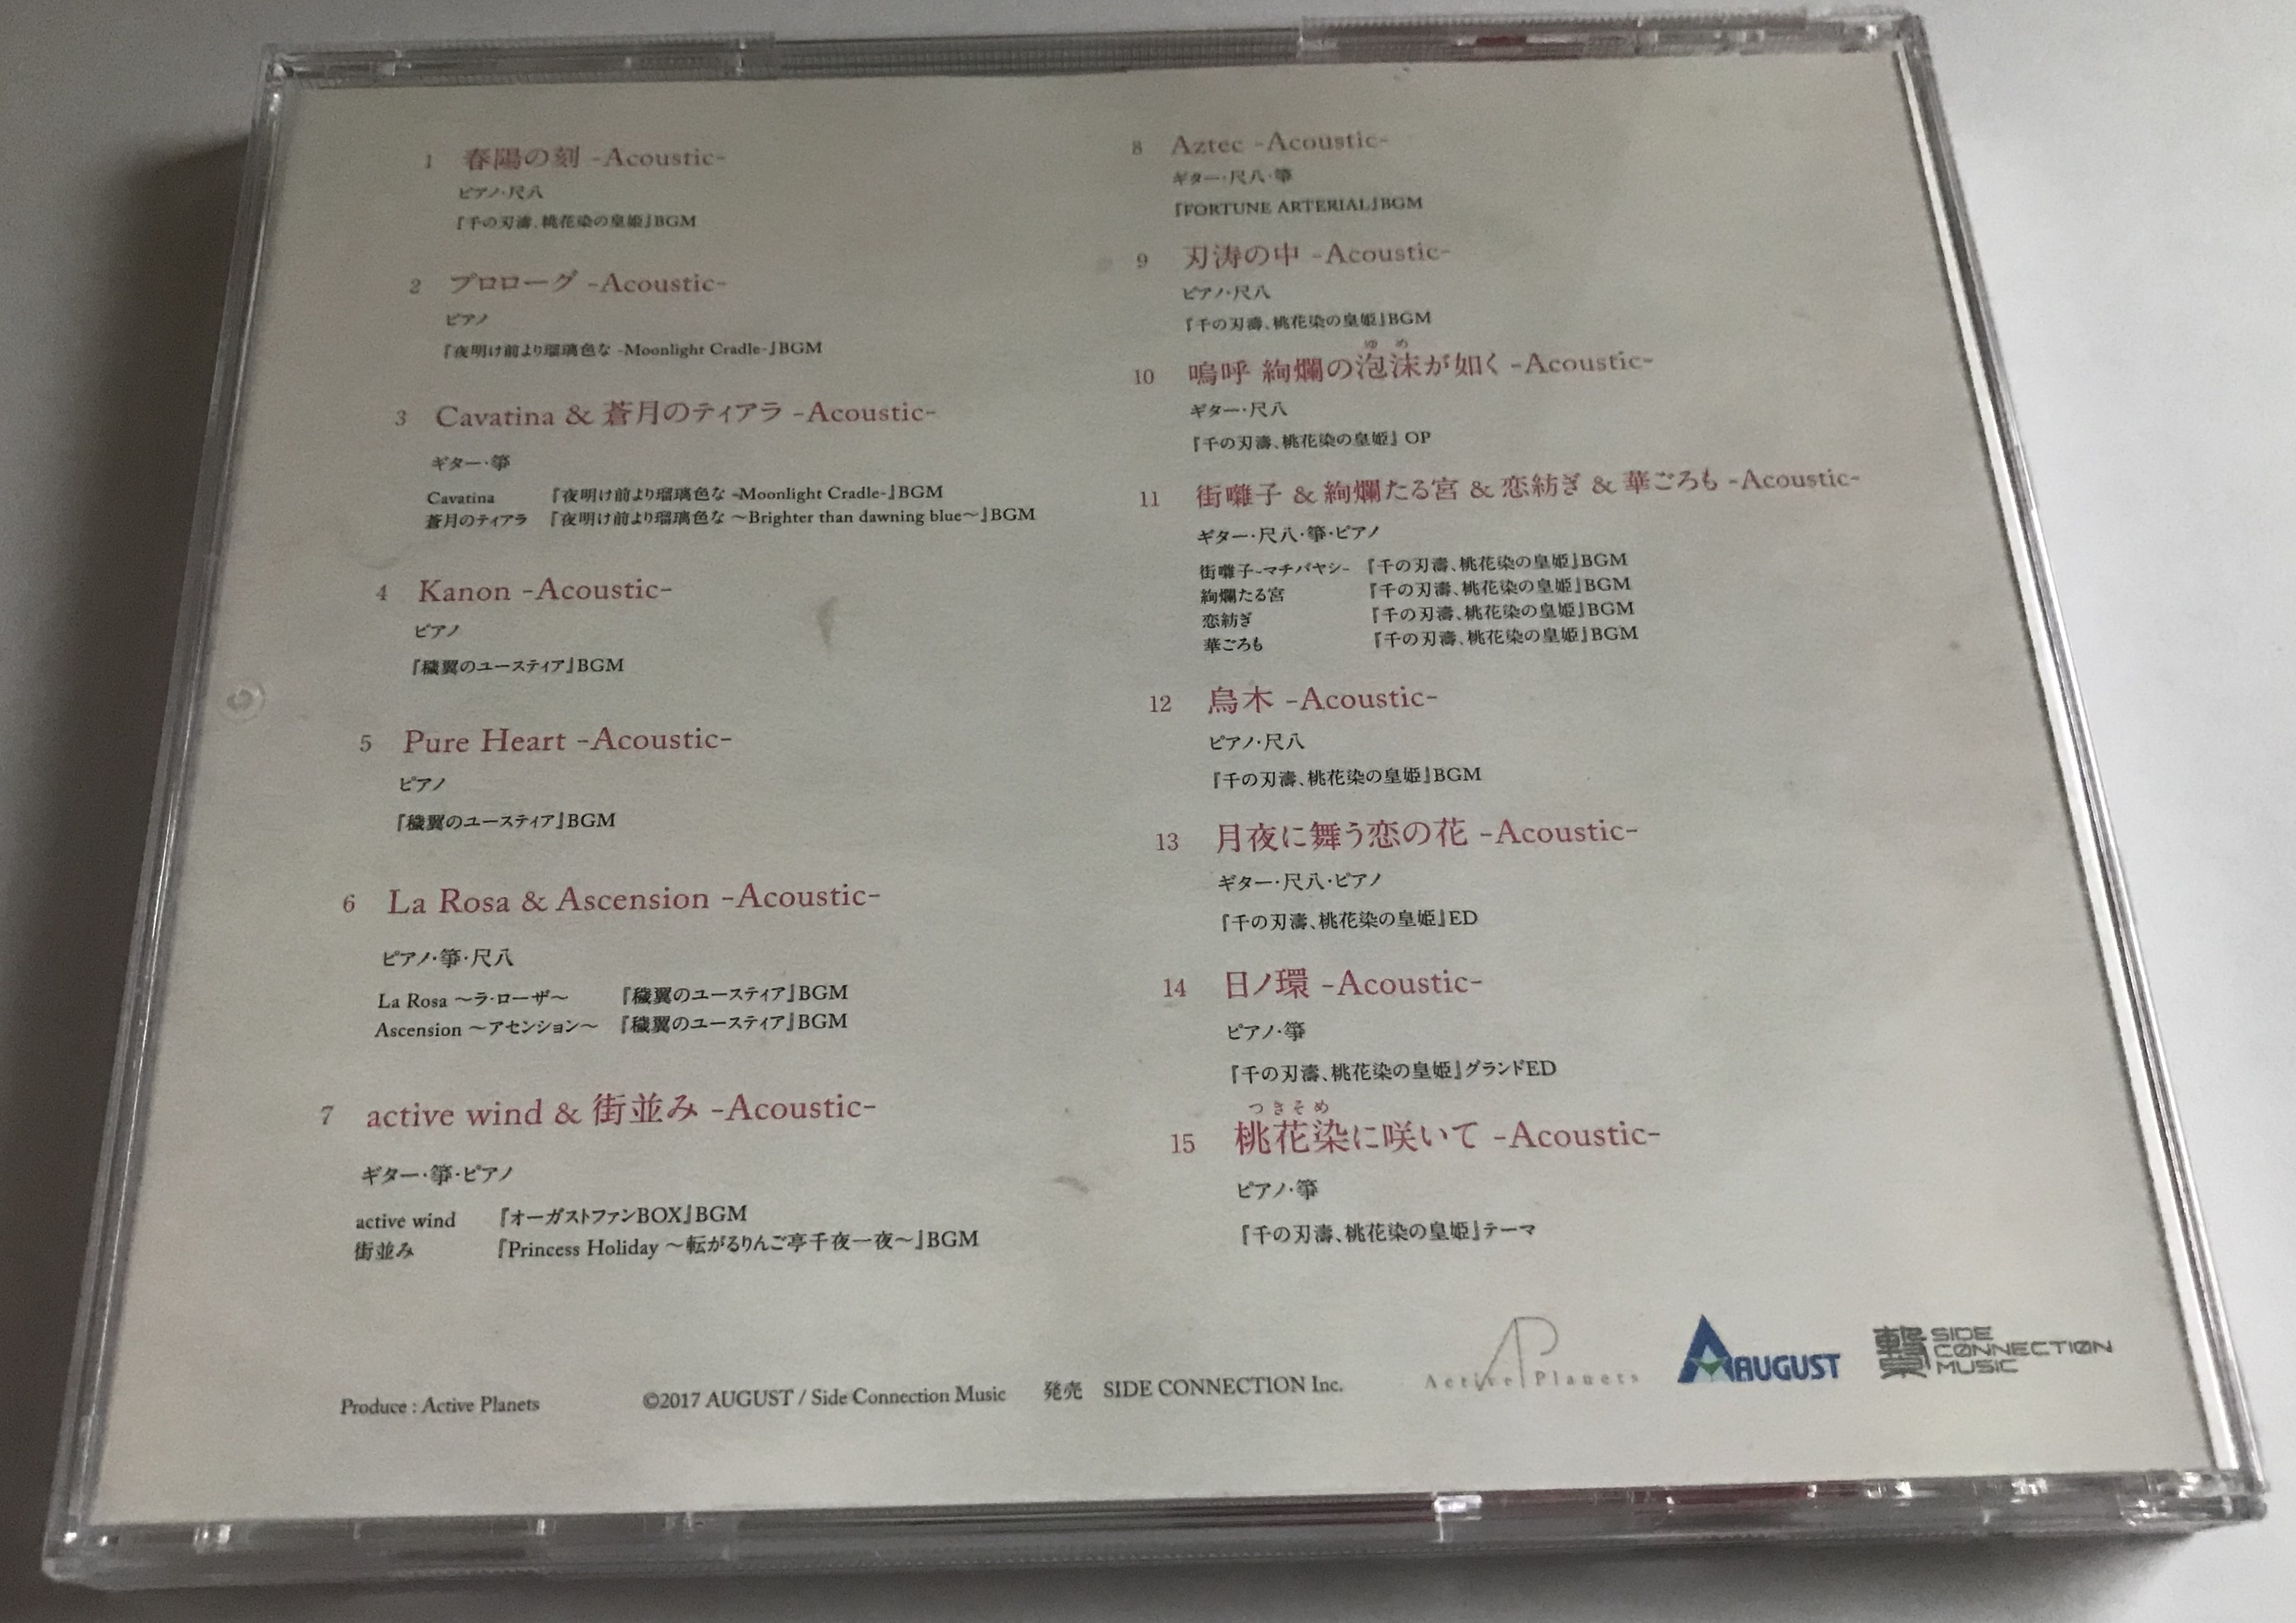 1 春陽の刻 -Acoustic-
ピアノ・尺八
『千の刃濤、桃花染の皇姫』BGM
2 プロローグ -Acoustic-
ピアノ
『夜明け前より瑠璃色な -Moonlight Cradle-』BGM
3 Cavatina & 蒼月のティアラ -Acoustic-
ギター・箏
Cavatina 『夜明け前より瑠璃色な -Moonlight Cradle-』BGM
蒼月のティアラ 『夜明け前より瑠璃色な ～Brighter than dawning blue～』BGM
4 Kanon -Acoustic-
ピアノ
『穢翼のユースティア』BGM
5 Pure Heart -Acoustic-
ピアノ
『穢翼のユースティア』BGM
6 La Rosa & Ascension -Acoustic-
ピアノ・箏・尺八
La Rosa ～ラ・ローザ～ 『穢翼のユースティア』BGM
Ascension ～アセンション～ 『穢翼のユースティア』BGM
7 active wind & 街並み -Acoustic-
ギター・箏・ピアノ
active wind 『オーガストファンBOX』BGM
街並み 『Princess Holiday ～転がるりんご亭千夜一夜～』BGM
8 Aztec -Acoustic-
ギター・尺八・箏
『FORTUNE ARTERIAL』BGM
9 刃涛の中 -Acoustic-
ピアノ・尺八
『千の刃濤、桃花染の皇姫』BGM
ゆめ
10 嗚呼 絢爛の泡沫が如く -Acoustic-
ギター・尺八
『千の刃濤、桃花染の皇姫』 OP
11 街囃子 & 絢爛たる宮 & 恋紡ぎ & 華ごろも -Acoustic-
ギター・尺八・箏・ピアノ
街囃子-マチバヤシ- 『千の刃濤、桃花染の皇姫』BGM
絢爛たる宮 『千の刃濤、桃花染の皇姫』BGM
恋紡ぎ 『千の刃濤、桃花染の皇姫』BGM
華ごろも 『千の刃濤、桃花染の皇姫』BGM
12 烏木 -Acoustic-
ピアノ・尺八
『千の刃濤、桃花染の皇姫』BGM
13 月夜に舞う恋の花 -Acoustic-
ギター・尺八・ピアノ
『千の刃濤、桃花染の皇姫』ED
14 日ノ環 -Acoustic-
ピアノ・箏
『千の刃濤、桃花染の皇姫』グランドED
つきそめ
15 桃花染に咲いて -Acoustic-
ピアノ・箏
『千の刃濤、桃花染の皇姫』テーマ
Produce : Active Planets
©2017 AUGUST / Side Connection Music
発売 SIDE CONNECTION Inc.
AP
Active Planets
AUGUST
SIDE
CONNECTION
MUSIC